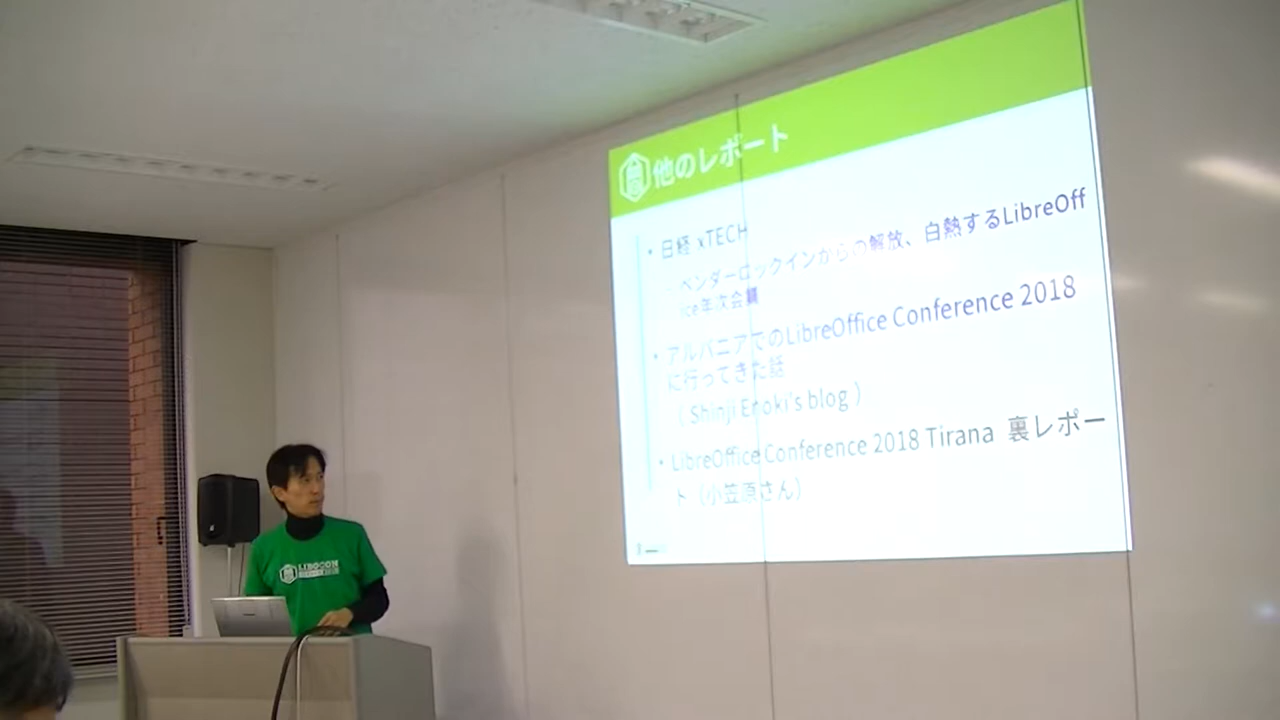 他のレポート
• 日経 xTECH
– ベンダーロックインからの解放、白熱するLibreOff
ice年次会議
• アルバニアでのLibreOffice Conference 2018
に行ってきた話
( Shinji Enoki's blog )
• LibreOffice Conference 2018 Tirana 裏レポー
ト（小笠原さん）
LIBOCON